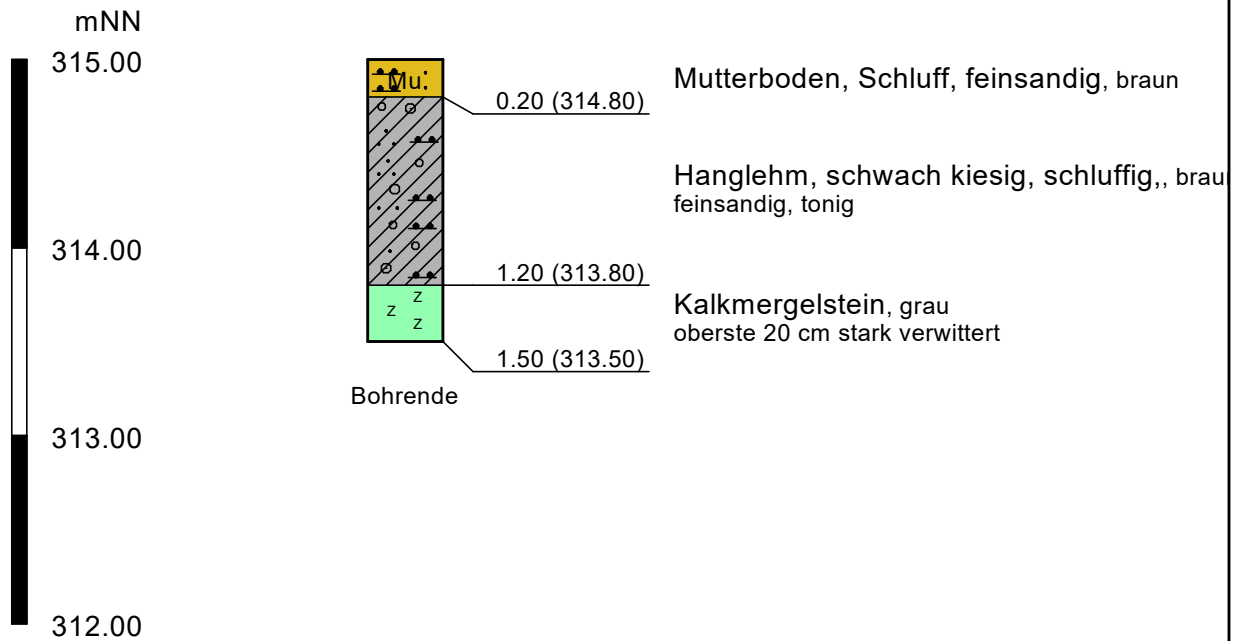 mNN
315.00
Mu.
Mutterboden, Schluff, feinsandig, braun
0.20 (314.80)
Hanglehm, schwach kiesig, schluffig,, braun
feinsandig, tonig
314.00
1.20 (313.80)
Kalkmergelstein, grau
oberste 20 cm stark verwittert
z
z
z
1.50 (313.50)
Bohrende
313.00
312.00